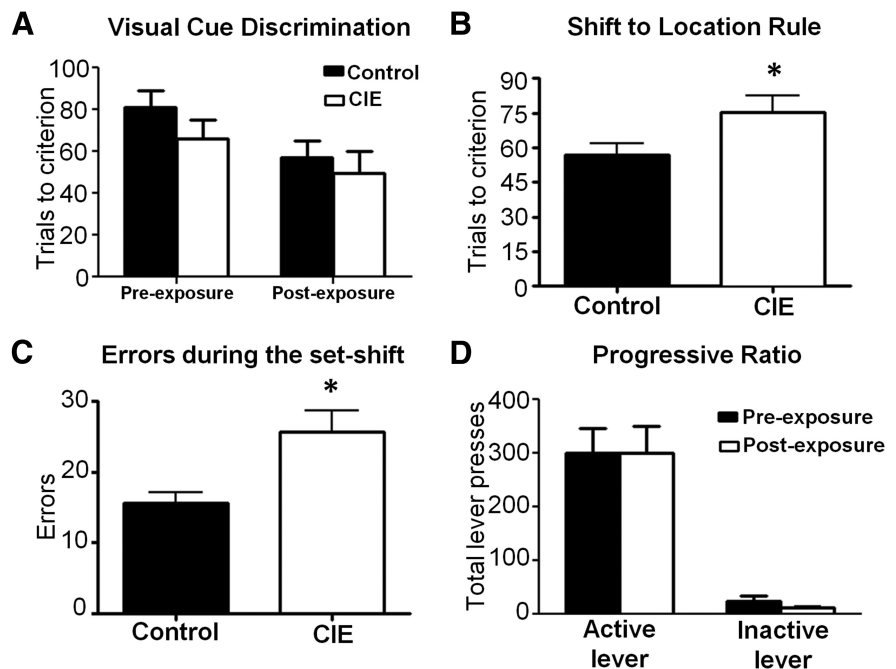 A
Visual Cue Discrimination
Trials to criterion
100
80
60
40
20
0
Control
CIE
Pre-exposure
Post-exposure
B
Shift to Location Rule
*
Trials to criterion
90
75
60
45
30
15
0
Control
CIE
C
Errors during the set-shift
*
Errors
30
20
10
0
Control
CIE
D
Progressive Ratio
Total lever presses
400
300
200
100
0
Pre-exposure
Post-exposure
Active
lever
Inactive
lever